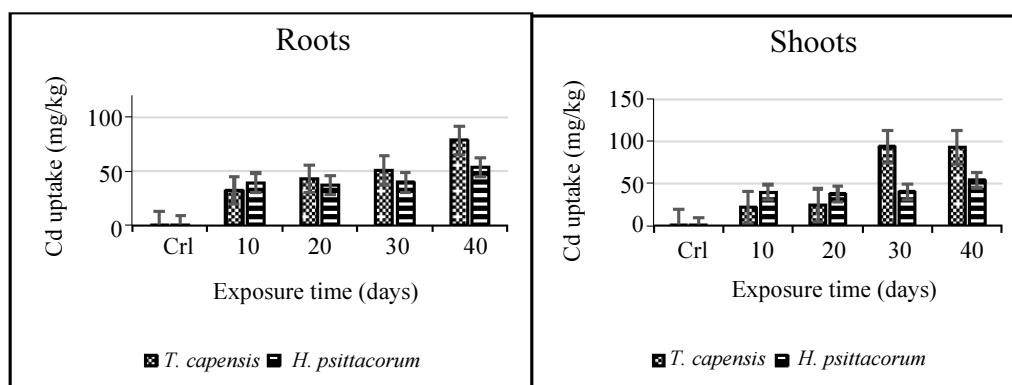 Roots
Cd uptake (mg/kg)
100
50
0
Crl 10 20 30 40
Exposure time (days)
T. capensis H. psittacorum
Shoots
Cd uptake (mg/kg)
150
100
50
0
Crl 10 20 30 40
Exposure time (days)
T. capensis H. psittacorum